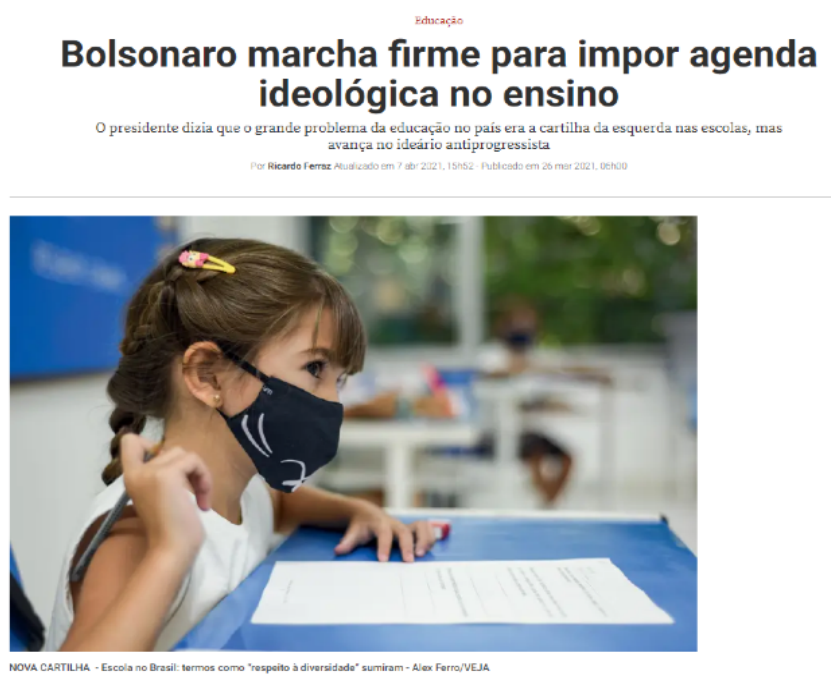 Educação
Bolsonaro marcha firme para impor agenda
ideológica no ensino
O presidente dizia que o grande problema da educação no país era a cartilha da esquerda nas escolas, mas
avança no ideário antiprogressista
Por Ricardo Ferraz Atualizado em 7 abr 2021, 15h52 - Publicado em 26 mar 2021, 06h00
NOVA CARTILHA - Escola no Brasil: termos como "respeito à diversidade" sumiram - Alex Ferro/VEJA